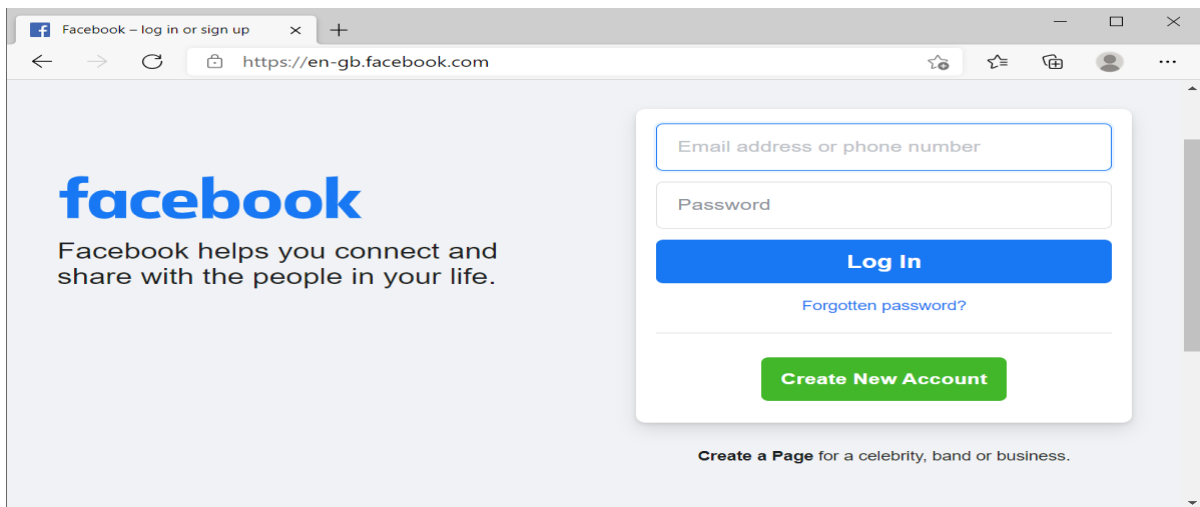 Facebook – log in or sign up
https://en-gb.facebook.com
facebook
Facebook helps you connect and
share with the people in your life.
Email address or phone number
Password
Log In
Forgotten password?
Create New Account
Create a Page for a celebrity, band or business.